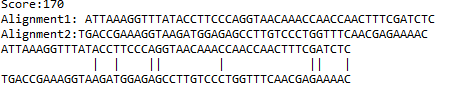 Score:170
Alignment1: ATTAAAGGTTTATACCTTCCCAGGTAACAAACCAACCAACTTTCGATCTC
Alignment2:TGACCGAAAGGTAAGATGGAGAGCCTTGTCCCTGGTTTCAACGAGAAAAC
ATTAAAGGTTTATACCTTCCCAGGTAACAAACCAACCAACTTTCGATCTC
| | || | || |
TGACCGAAAGGTAAGATGGAGAGCCTTGTCCCTGGTTTCAACGAGAAAAC